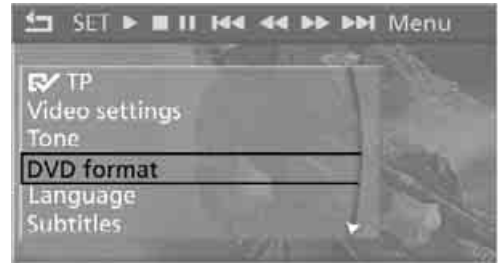 SET Menu
TP
Video settings
Tone
DVD format
Language
Subtitles